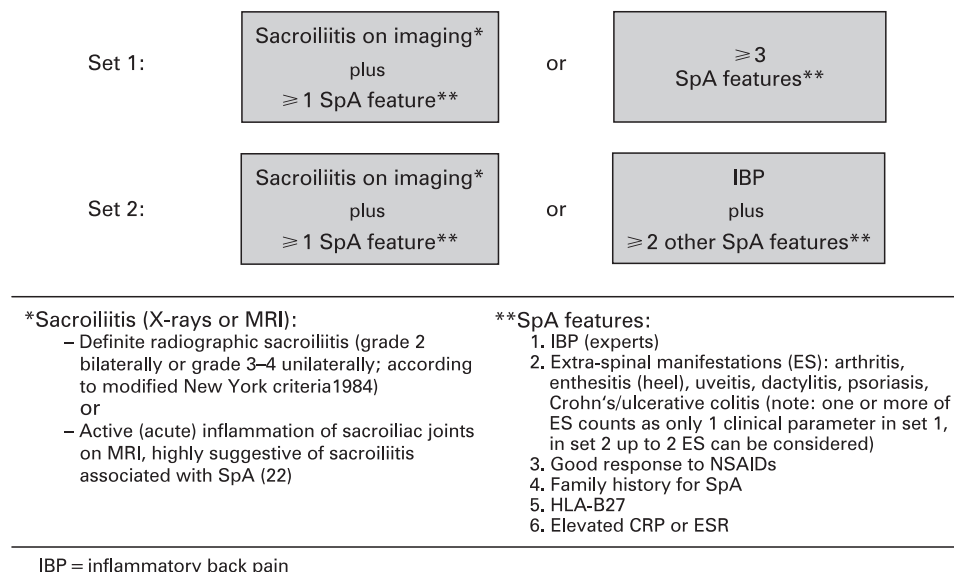 Set 1:
Sacroiliitis on imaging*
plus
⩾ 1 SpA feature**
or
⩾ 3
SpA features**
Set 2:
Sacroiliitis on imaging*
plus
⩾ 1 SpA feature**
or
IBP
plus
⩾ 2 other SpA features**
*Sacroiliitis (X-rays or MRI):
– Definite radiographic sacroiliitis (grade 2
bilaterally or grade 3–4 unilaterally; according
to modified New York criteria1984)
or
– Active (acute) inflammation of sacroiliac joints
on MRI, highly suggestive of sacroiliitis
associated with SpA (22)
**SpA features:
1. IBP (experts)
2. Extra-spinal manifestations (ES): arthritis,
enthesitis (heel), uveitis, dactylitis, psoriasis,
Crohn‘s/ulcerative colitis (note: one or more of
ES counts as only 1 clinical parameter in set 1,
in set 2 up to 2 ES can be considered)
3. Good response to NSAIDs
4. Family history for SpA
5. HLA-B27
6. Elevated CRP or ESR
IBP = inflammatory back pain